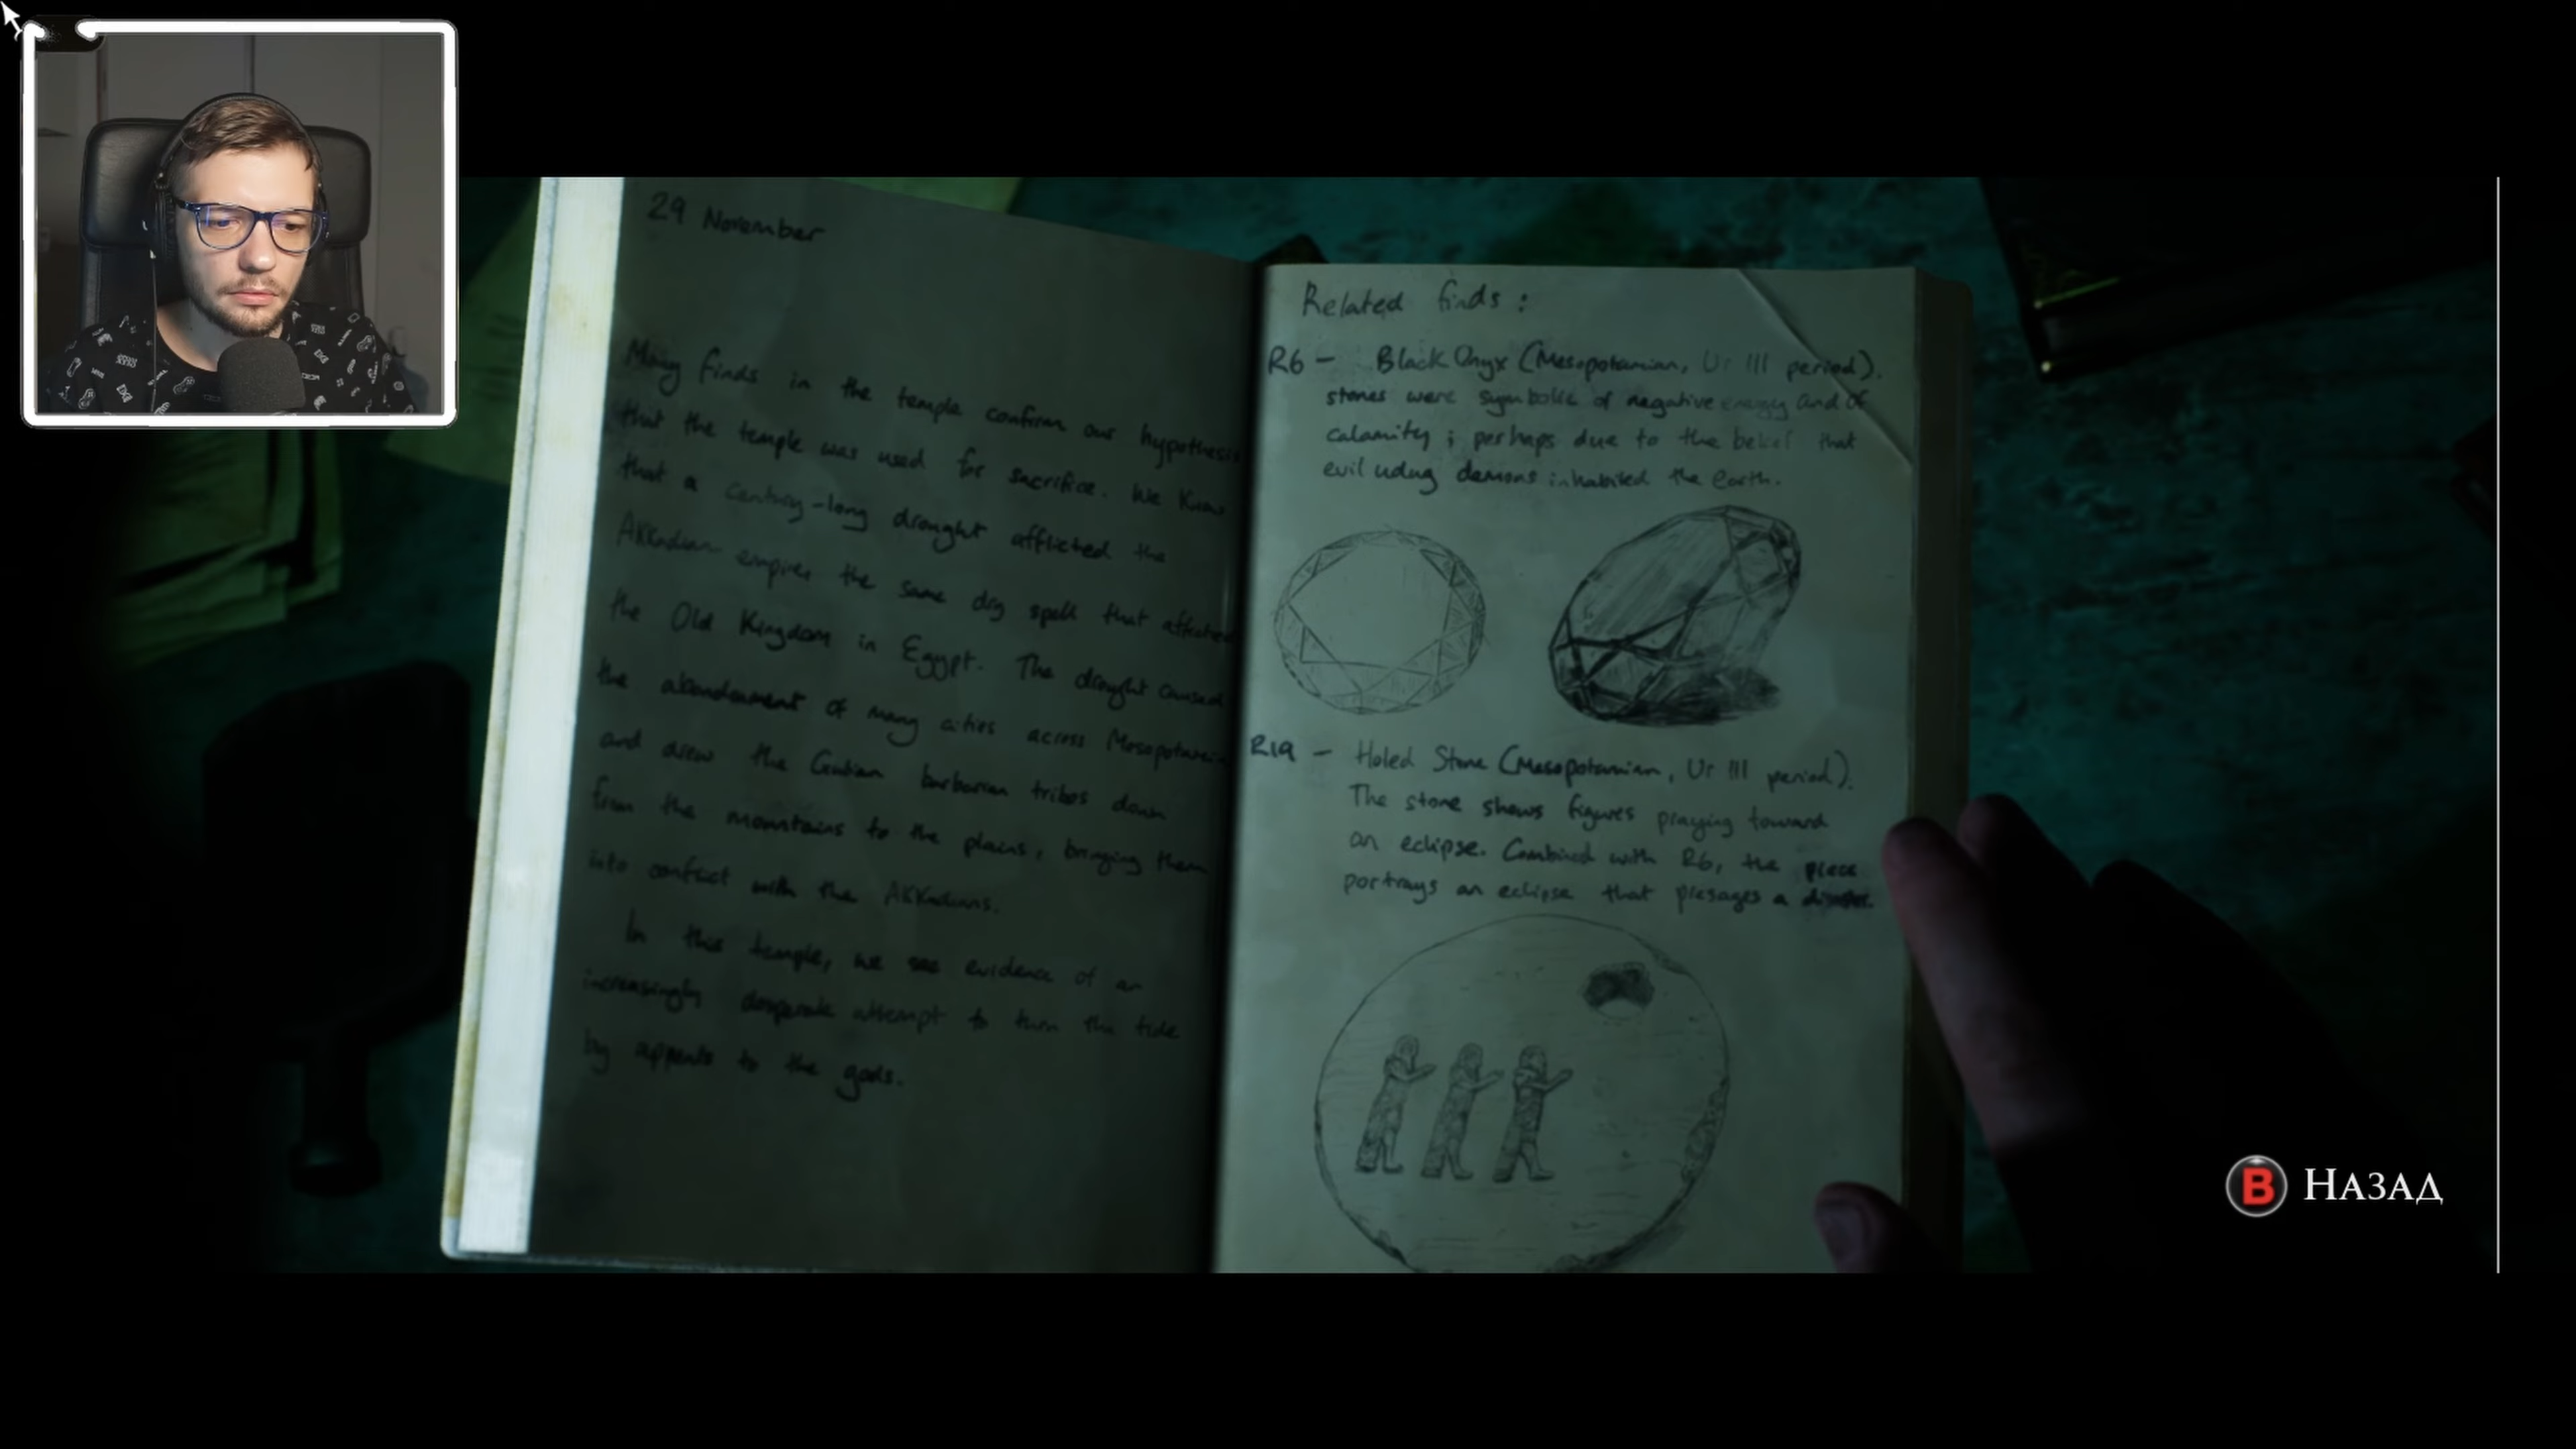 29 November
Many finds in the temple confirm our hypothesis
that the temple was used for sacrifice. We know
that a century-long drought afflicted the
Akkadian empire, the same dry spell that affected
the Old Kingdom in Egypt. The drought caused
the abandonment of many cities across Mesopotamia
and drew the Gutian barbarian tribes down
from the mountains to the plains, bringing them
into contact with the Akkadians.
In this temple, we see evidence of an
increasingly desperate attempt to turn the tide
by appeals to the gods.
Related finds:
R6 - Black Onyx (Mesopotamian, Ur III period).
stones were symbolic of negative energy and of
calamity; perhaps due to the belief that
evil udug demons inhabited the earth.
R19 - Holed Stone (Mesopotamian, Ur III period).
The stone shows figures praying toward
an eclipse. Combined with R6, the piece
portrays an eclipse that presages a disaster.
B НАЗАД